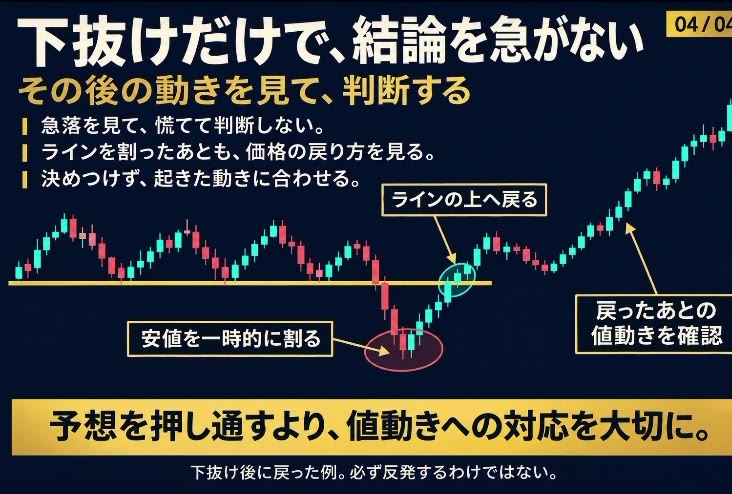 下抜けだけで、結論を急がない
04/04
その後の動きを見て、判断する
急落を見て、慌てて判断しない。
ラインを割ったあとも、価格の戻り方を見る。
決めつけず、起きた動きに合わせる。
ラインの上へ戻る
戻ったあとの
値動きを確認
安値を一時的に割る
予想を押し通すより、値動きへの対応を大切に。
下抜け後に戻った例。必ず反発するわけではない。